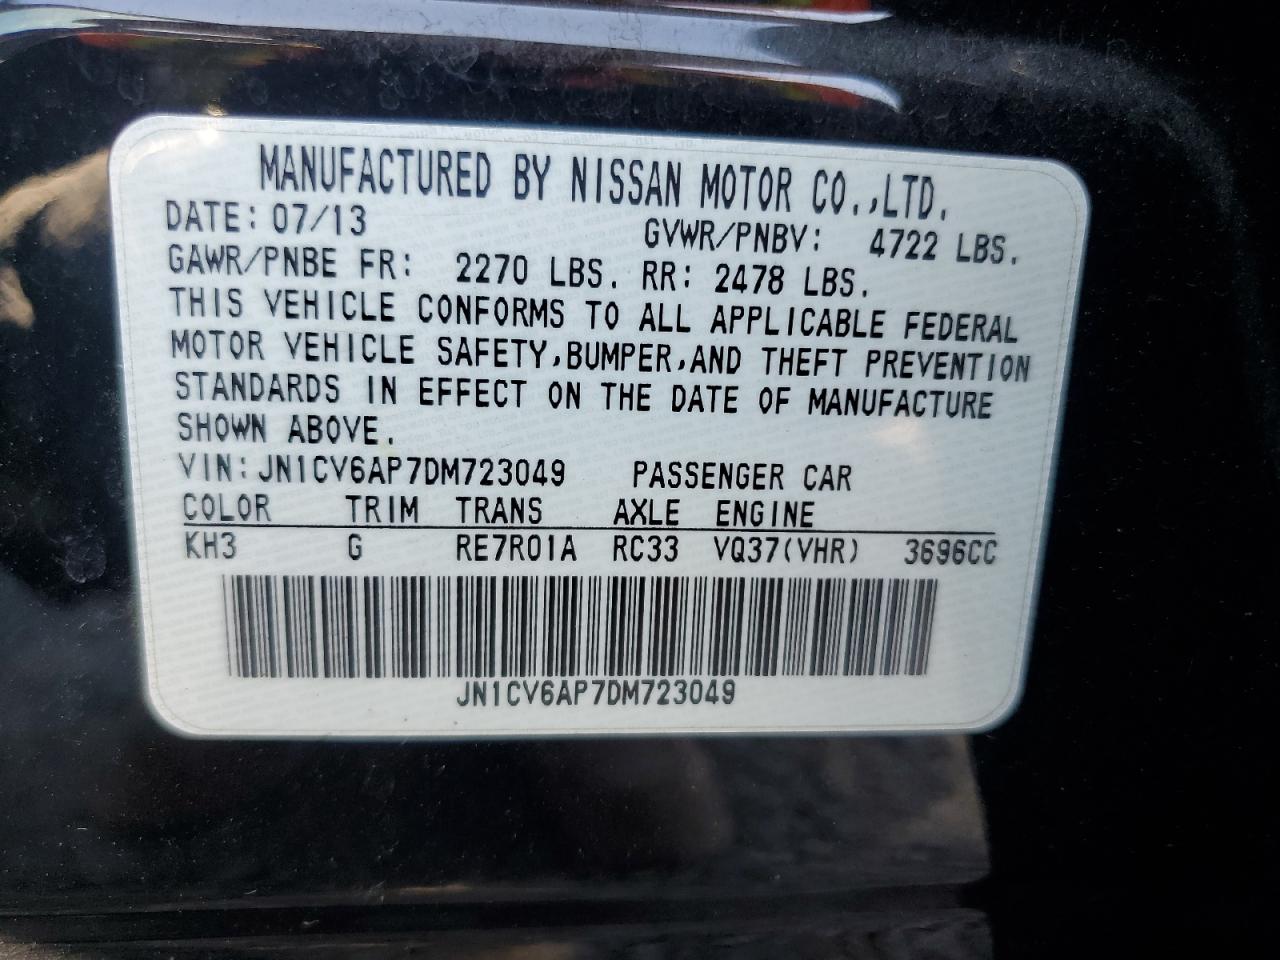 MANUFACTURED BY NISSAN MOTOR CO.,LTD.
DATE: 07/13 GVWR/PNBV: 4722 LBS.
GAWR/PNBE FR: 2270 LBS. RR: 2478 LBS.
THIS VEHICLE CONFORMS TO ALL APPLICABLE FEDERAL
MOTOR VEHICLE SAFETY,BUMPER,AND THEFT PREVENTION
STANDARDS IN EFFECT ON THE DATE OF MANUFACTURE
SHOWN ABOVE.
VIN:JN1CV6AP7DM723049 PASSENGER CAR
COLOR TRIM TRANS AXLE ENGINE
KH3 G RE7R01A RC33 VQ37(VHR) 3696CC
JN1CV6AP7DM723049